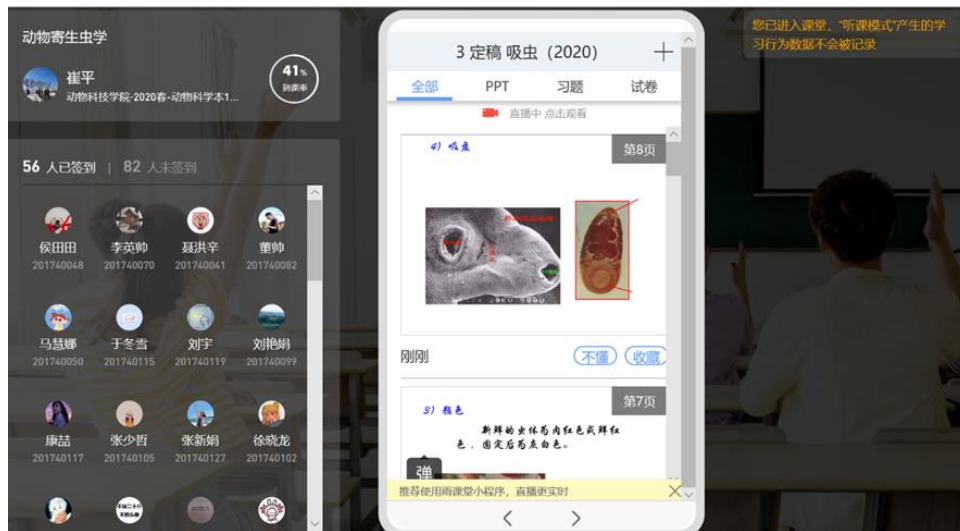 动物寄生虫学
崔平
动物科技学院·2020春-动物科学本1...
41%
到课率
56 人已签到 | 82 人未签到
侯田田 李英帅 聂洪辛 董帅
201740048 201740070 201740041 201740082
马慧娜 于冬雪 刘宇 刘艳娟
201740050 201740115 201740119 201740099
康喆 张少哲 张新娟 徐晓龙
201740117 201740105 201740127 201740102
3 定稿 吸虫（2020） +
全部 PPT 习题 试卷
直播中 点击观看
4）吸盘
第8页
刚刚 不懂 收藏
第7页
3）颜色
新鲜的虫体为肉红色或鲜红
色，固定后为灰白色。
弹
推荐使用雨课堂小程序，直播更实时
您已进入课堂，“听课模式”产生的学
习行为数据不会被记录